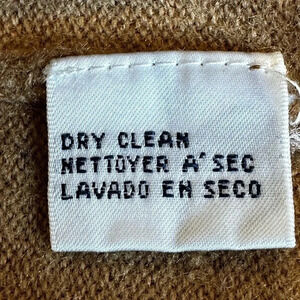 DRY CLEAN
NETTOYER A' SEC
LAVADO EN SECO